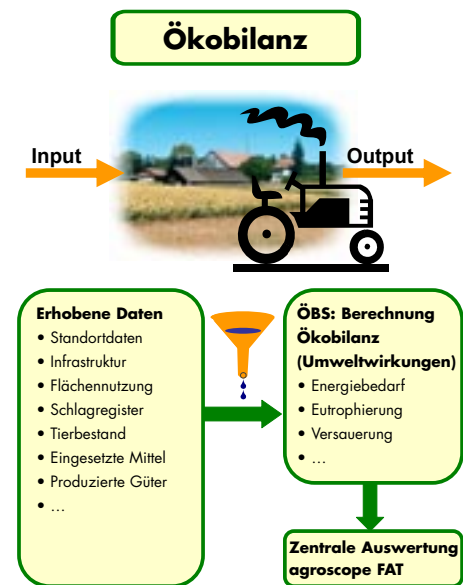 Ökobilanz
Input
Output
Erhobene Daten
• Standortdaten
• Infrastruktur
• Flächennutzung
• Schlagregister
• Tierbestand
• Eingesetzte Mittel
• Produzierte Güter
• ...
ÖBS: Berechnung
Ökobilanz
(Umweltwirkungen)
• Energiebedarf
• Eutrophierung
• Versauerung
• ...
Zentrale Auswertung
agroscope FAT